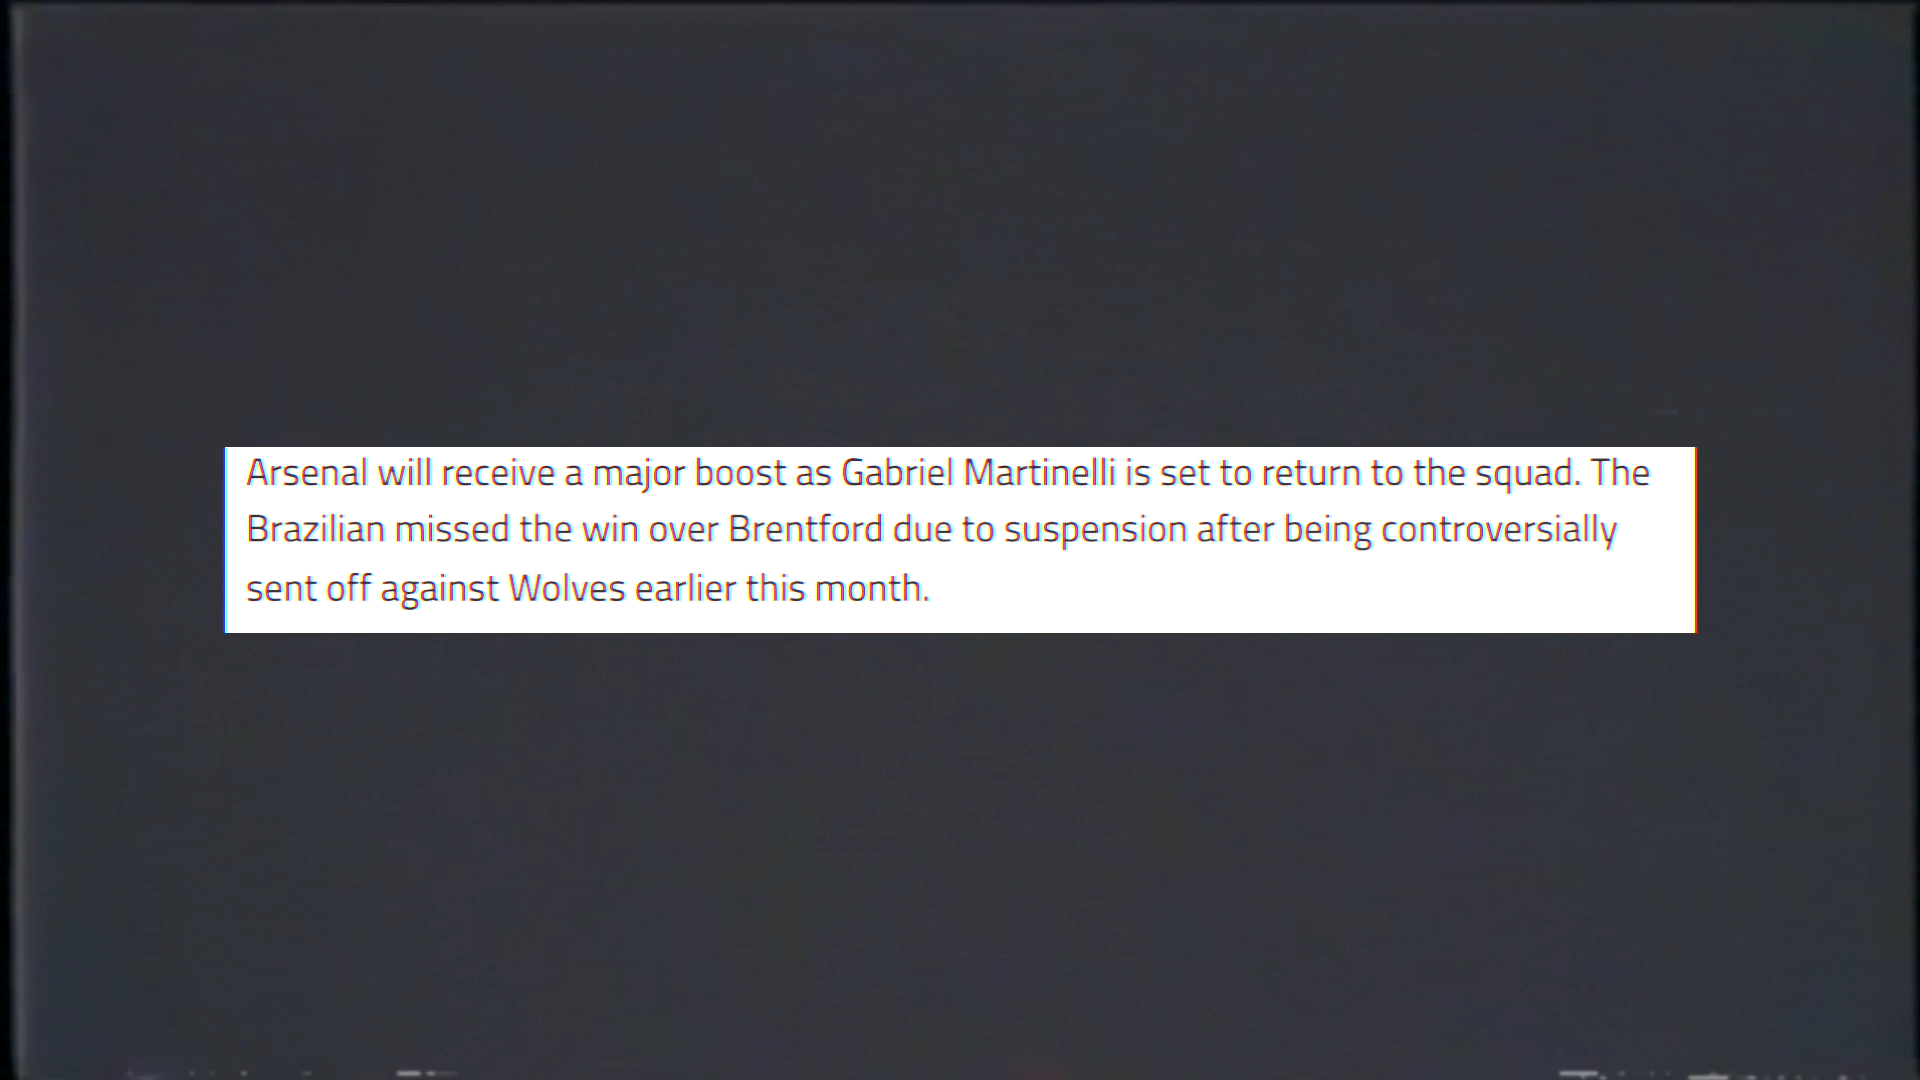 Arsenal will receive a major boost as Gabriel Martinelli is set to return to the squad. The
Brazilian missed the win over Brentford due to suspension after being controversially
sent off against Wolves earlier this month.